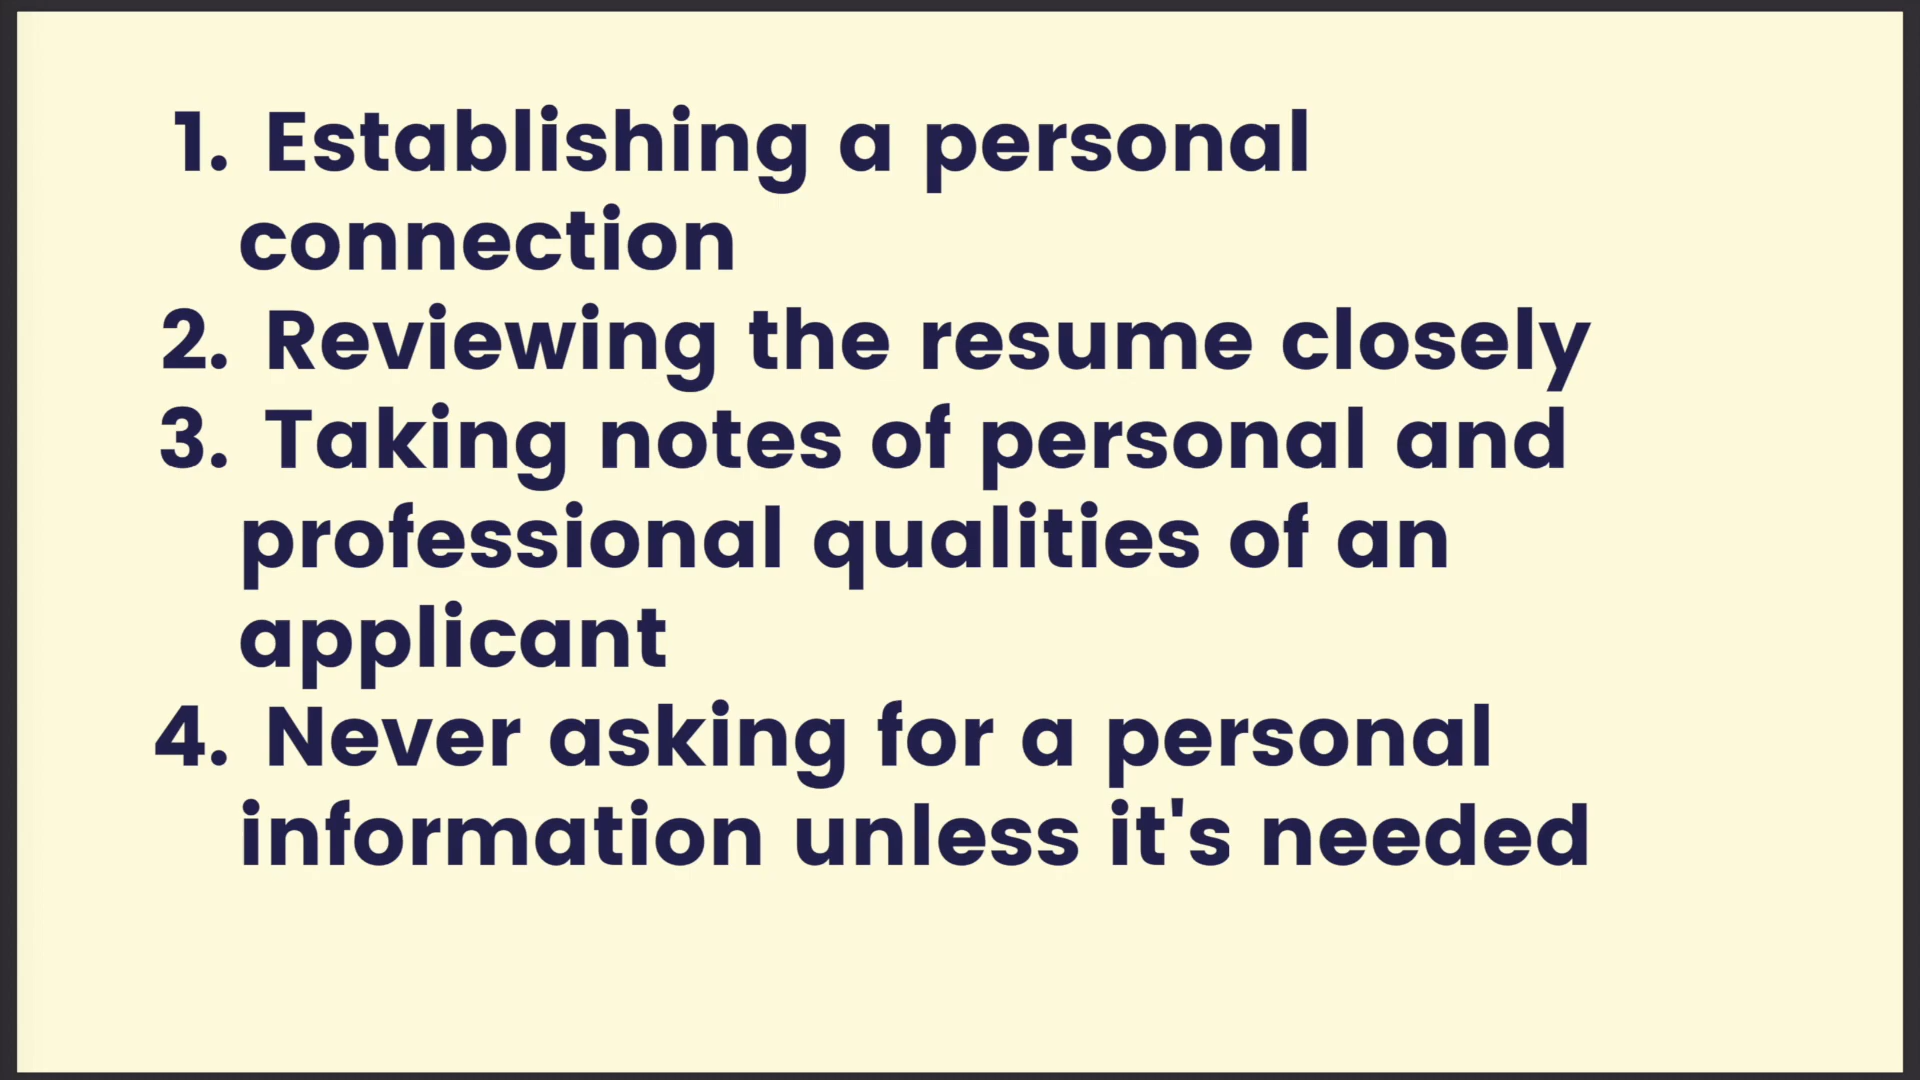 1. Establishing a personal
connection
2. Reviewing the resume closely
3. Taking notes of personal and
professional qualities of an
applicant
4. Never asking for a personal
information unless it's needed